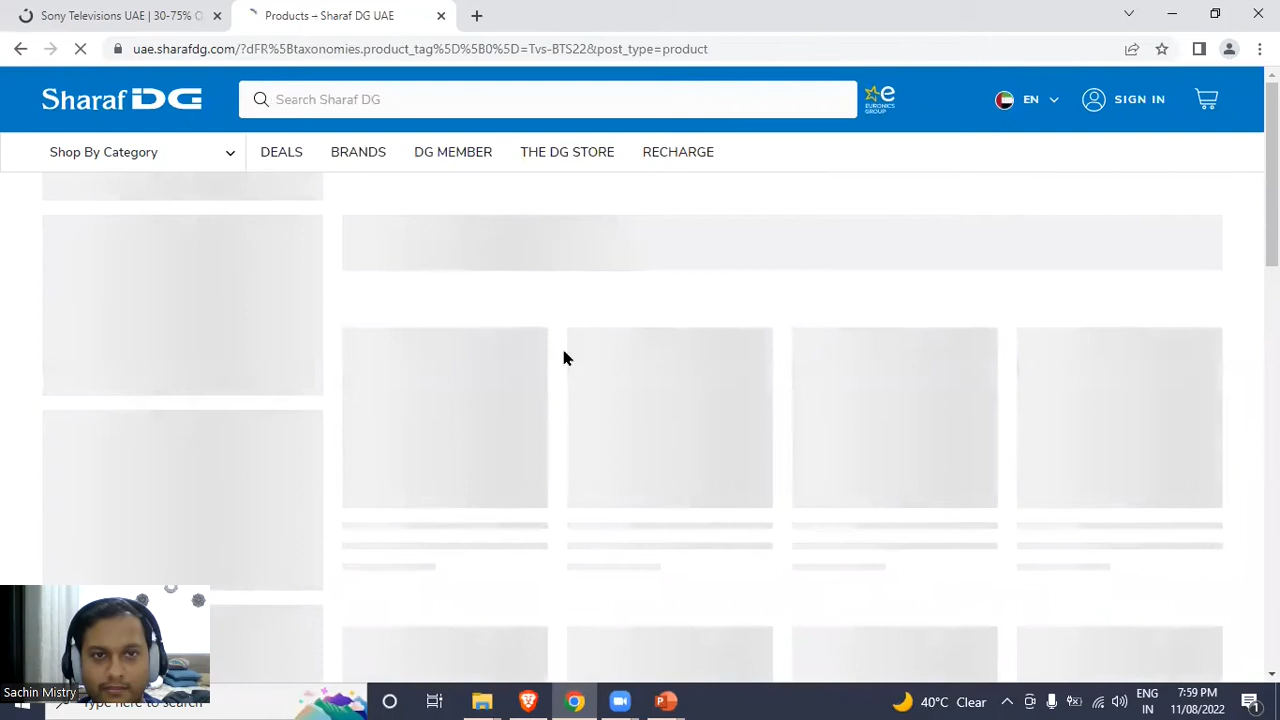 Sony Televisions UAE | 30-75% O
Products – Sharaf DG UAE
uae.sharafdg.com/?dFR%5Btaxonomies.product_tag%5D%5B0%5D=Tvs-BTS22&post_type=product
Sharaf DG
Search Sharaf DG
e
EURONICS
GROUP
EN
SIGN IN
Shop By Category
DEALS
BRANDS
DG MEMBER
THE DG STORE
RECHARGE
Sachin Mistry
Type here to search
40°C Clear
ENG
IN
7:59 PM
11/08/2022
1